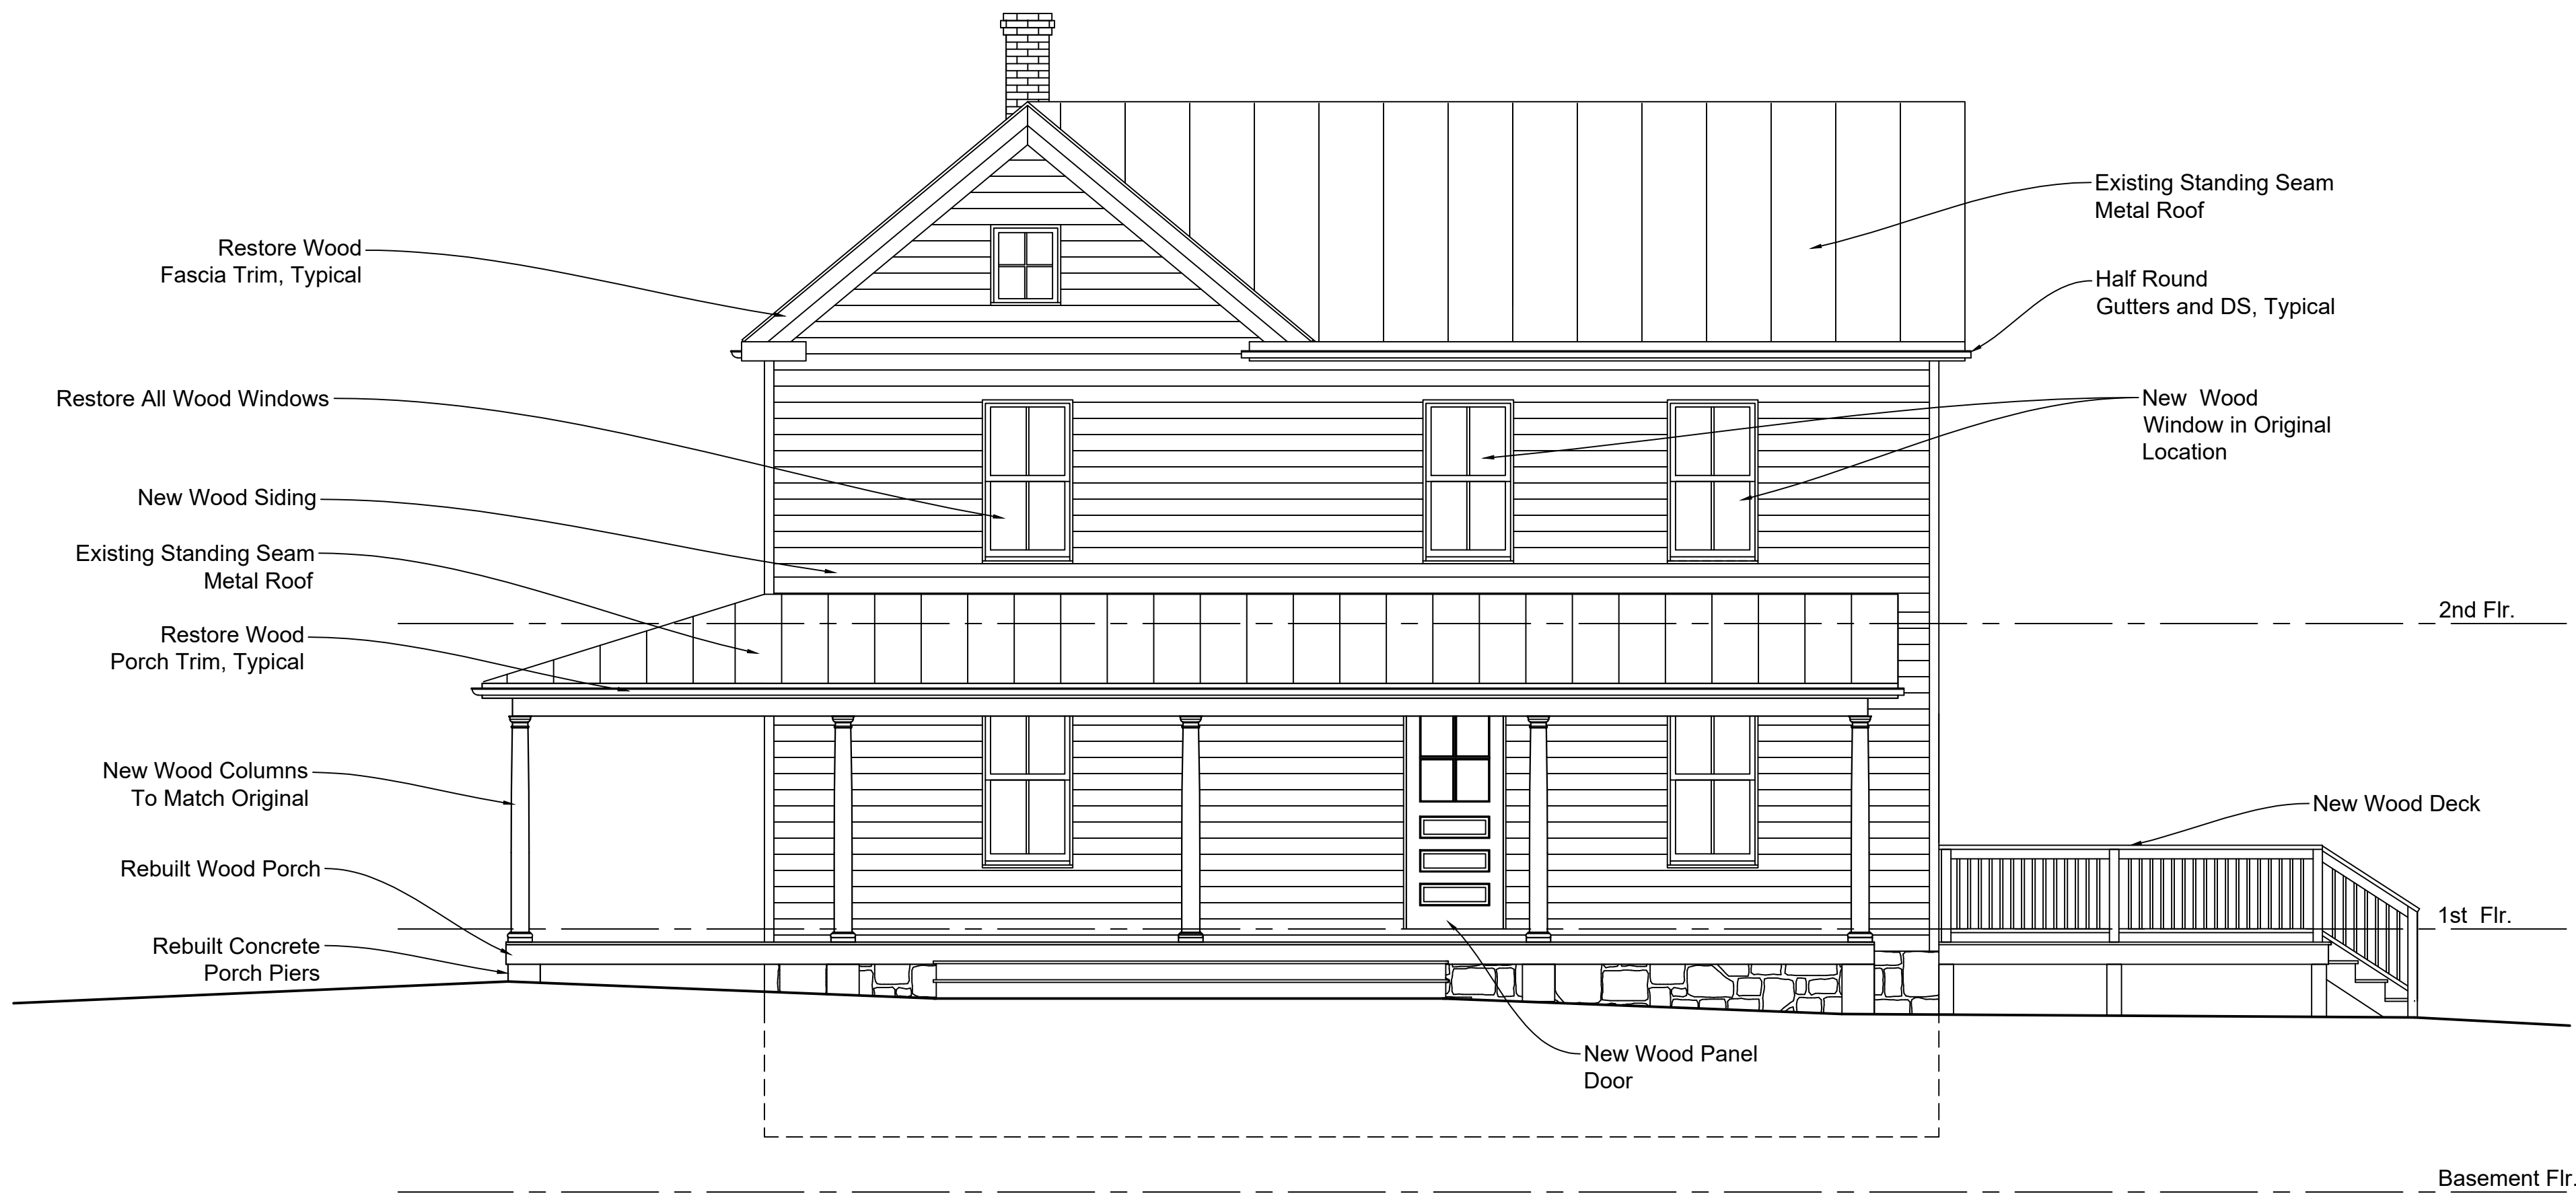 Restore Wood
Fascia Trim, Typical
Restore All Wood Windows
New Wood Siding
Existing Standing Seam
Metal Roof
Restore Wood
Porch Trim, Typical
New Wood Columns
To Match Original
Rebuilt Wood Porch
Rebuilt Concrete
Porch Piers
Existing Standing Seam
Metal Roof
Half Round
Gutters and DS, Typical
New Wood
Window in Original
Location
2nd Flr.
New Wood Deck
1st Flr.
New Wood Panel
Door
Basement Flr.